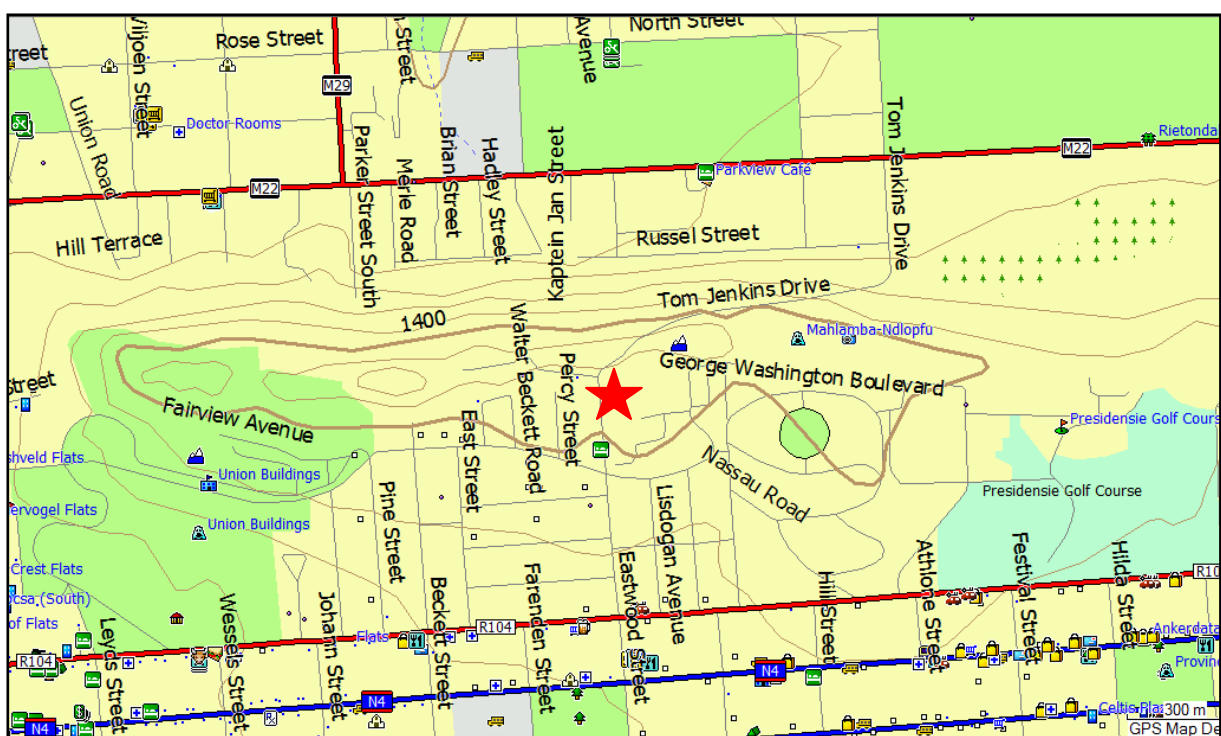 North Street
Avenue
Street
Viljoen Street
Rose Street
M29
Union Road
Doctor Rooms
Parker Street South
Merle Road
Brian Street
Hadley Street
Kaptein Jan Street
Tom Jenkins Drive
M22
Rietonda
Parkview Café
M22
Hill Terrace
Russel Street
Tom Jenkins Drive
1400
Mahlamba-Ndlopfu
Walter Beckett Road
Percy Street
George Washington Boulevard
Street
Fairview Avenue
East Street
Presidensie Golf Cours
shveld Flats
Union Buildings
Nassau Road
Presidensie Golf Course
ervogel Flats
Pine Street
Lisdogan Avenue
Union Buildings
Crest Flats
Athlone Street
Festival Street
Hilda Street
R10
ocsa (South)
of Flats
Wessels Street
Johann Street
Beckett Street
Farenden Street
Eastwood Street
Hill Street
Leyds Street
Flats
R104
R104
Ankerdata
Provinc
N4
N4
N4
Celtis Pla
300 m
GPS Map De